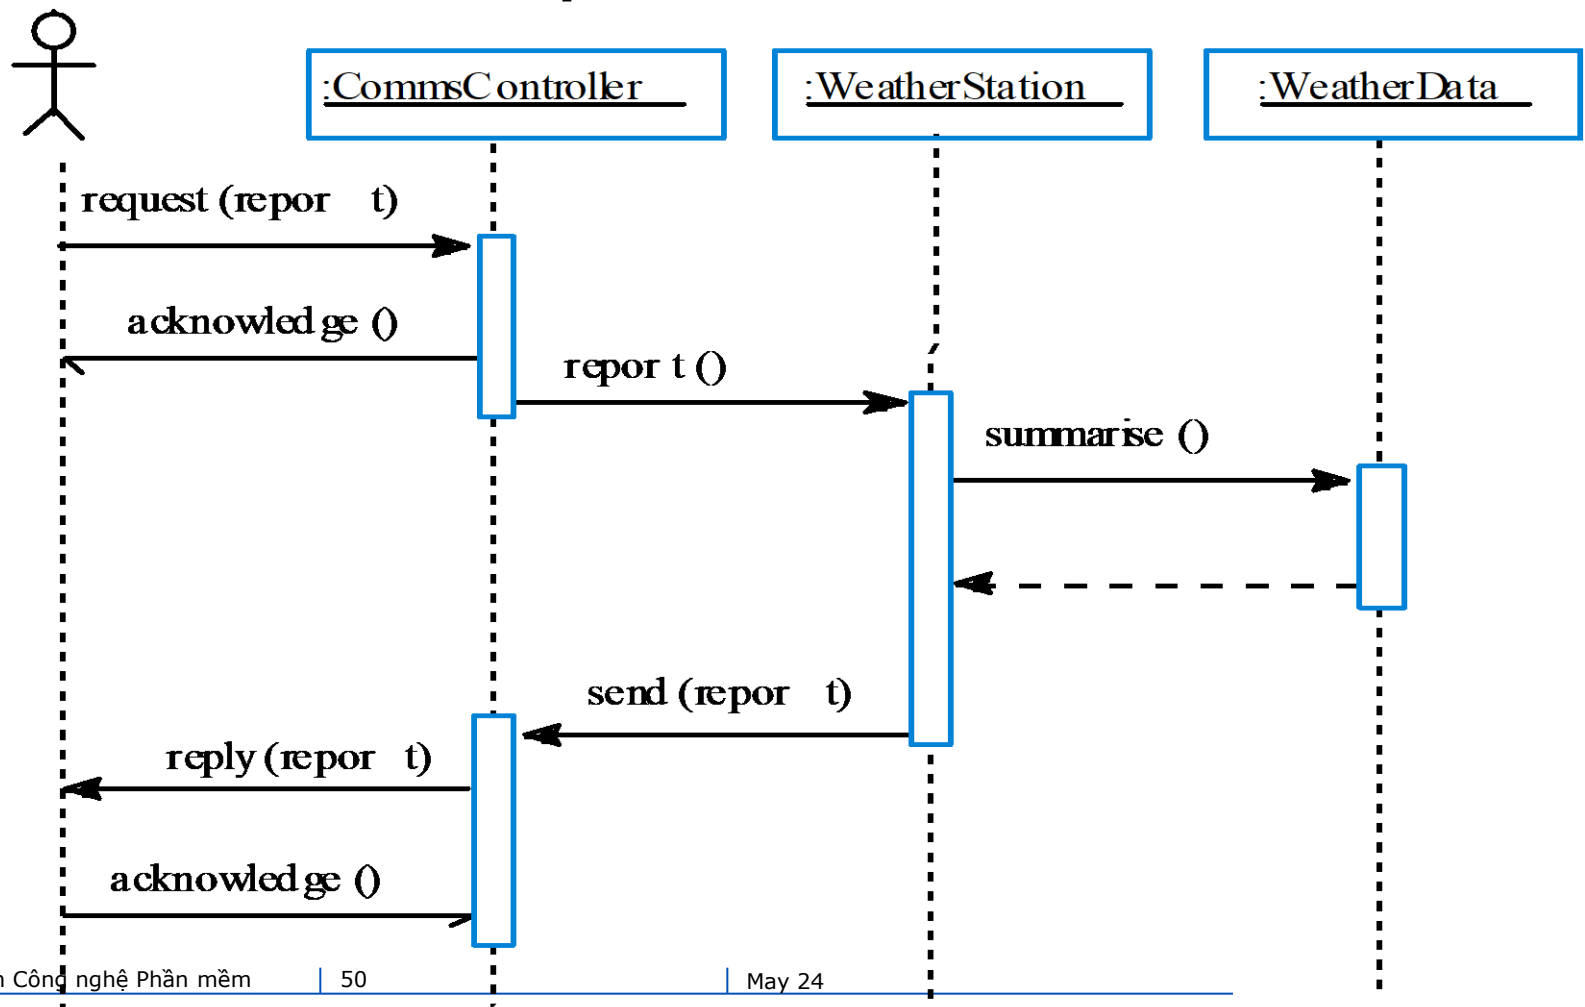 :CommsController
:WeatherStation
:WeatherData
request (report)
acknowledge ()
report ()
summarise ()
send (report)
reply (report)
acknowledge ()
Công nghệ Phần mềm
50
May 24